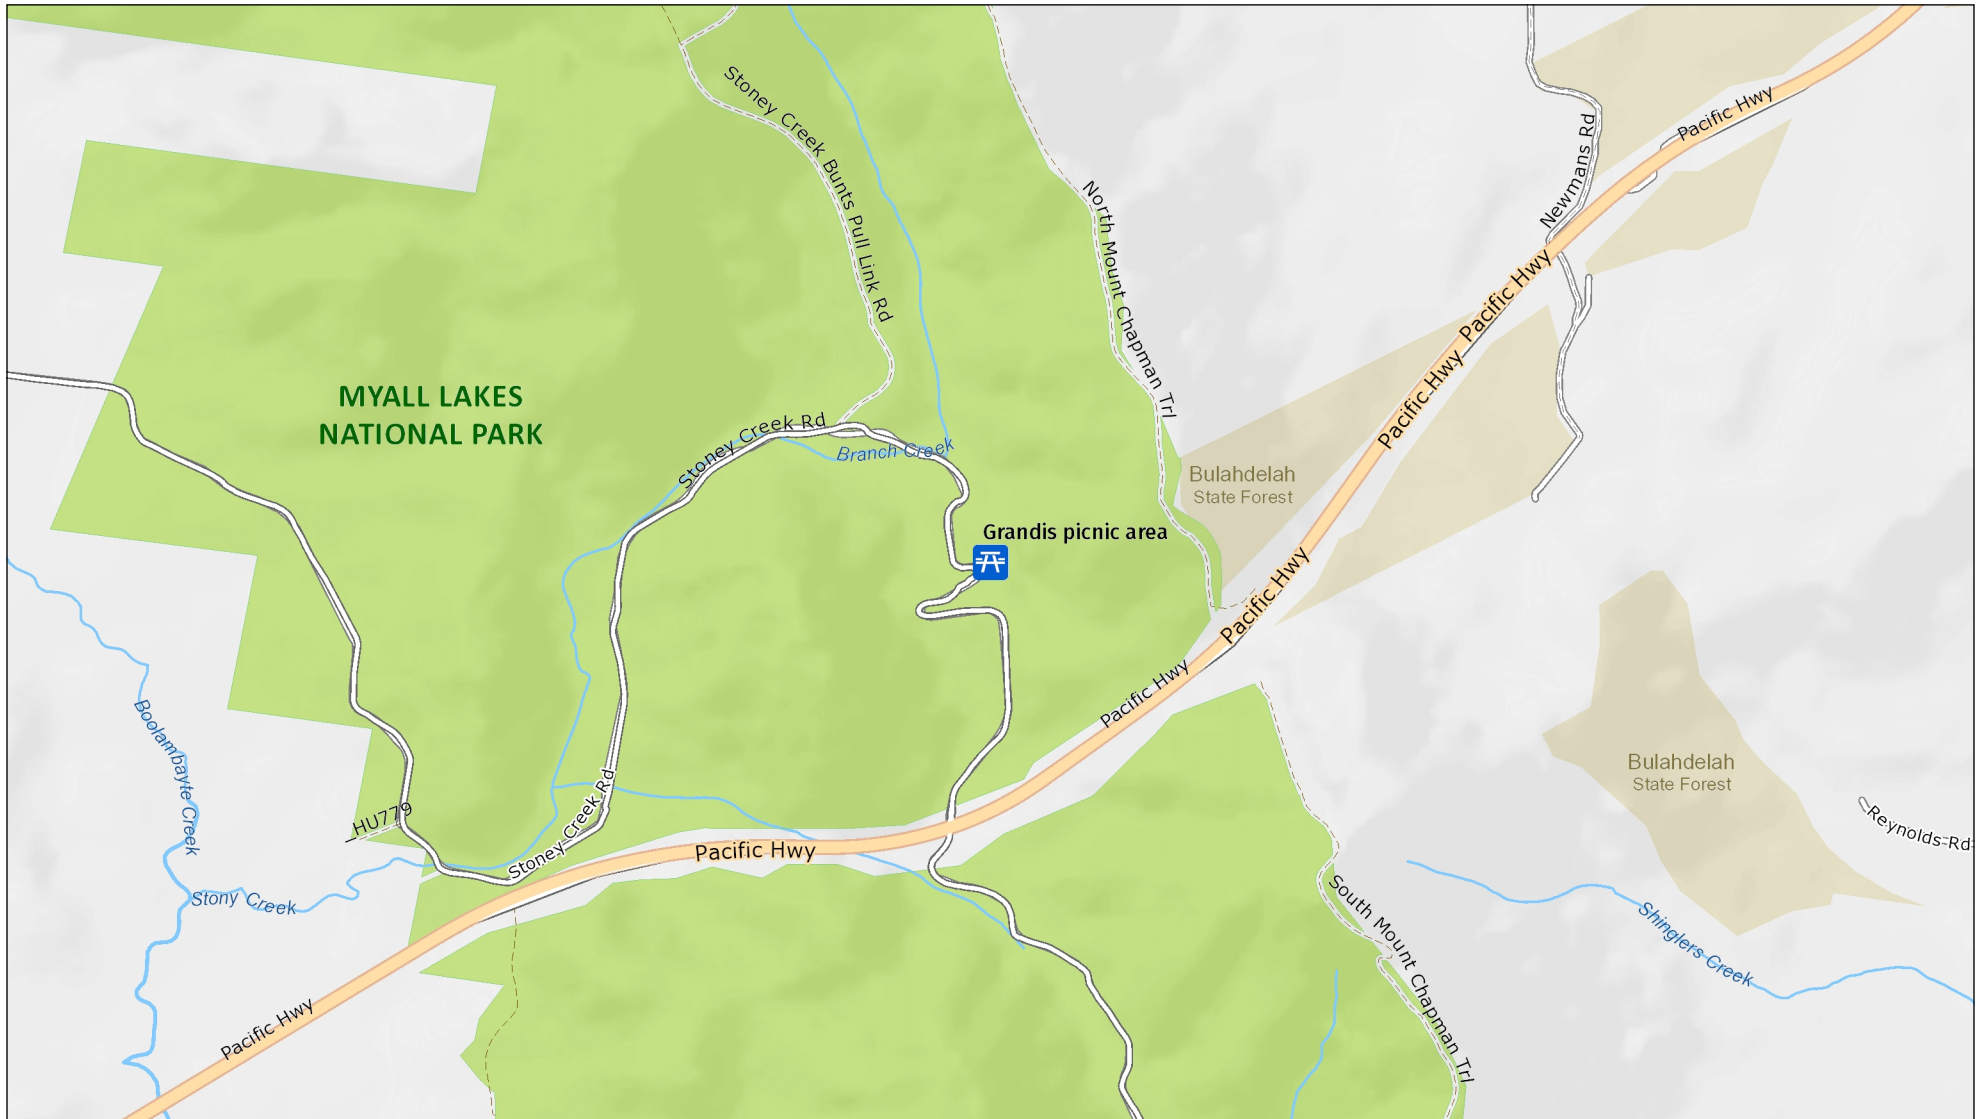 Stoney Creek Bunts Pull Link Rd
Pacific Hwy
Newmans Rd
North Mount Chapman Trl
Pacific Hwy
Pacific Hwy
MYALL LAKES
NATIONAL PARK
Stoney Creek Rd
Branch Creek
Bulahdelah
State Forest
Grandis picnic area
Pacific Hwy
Pacific Hwy
Boolambayte Creek
HU779
Stoney Creek Rd
Pacific Hwy
Bulahdelah
State Forest
Reynolds Rd
Stony Creek
South Mount Chapman Trl
Shinglers Creek
Pacific Hwy